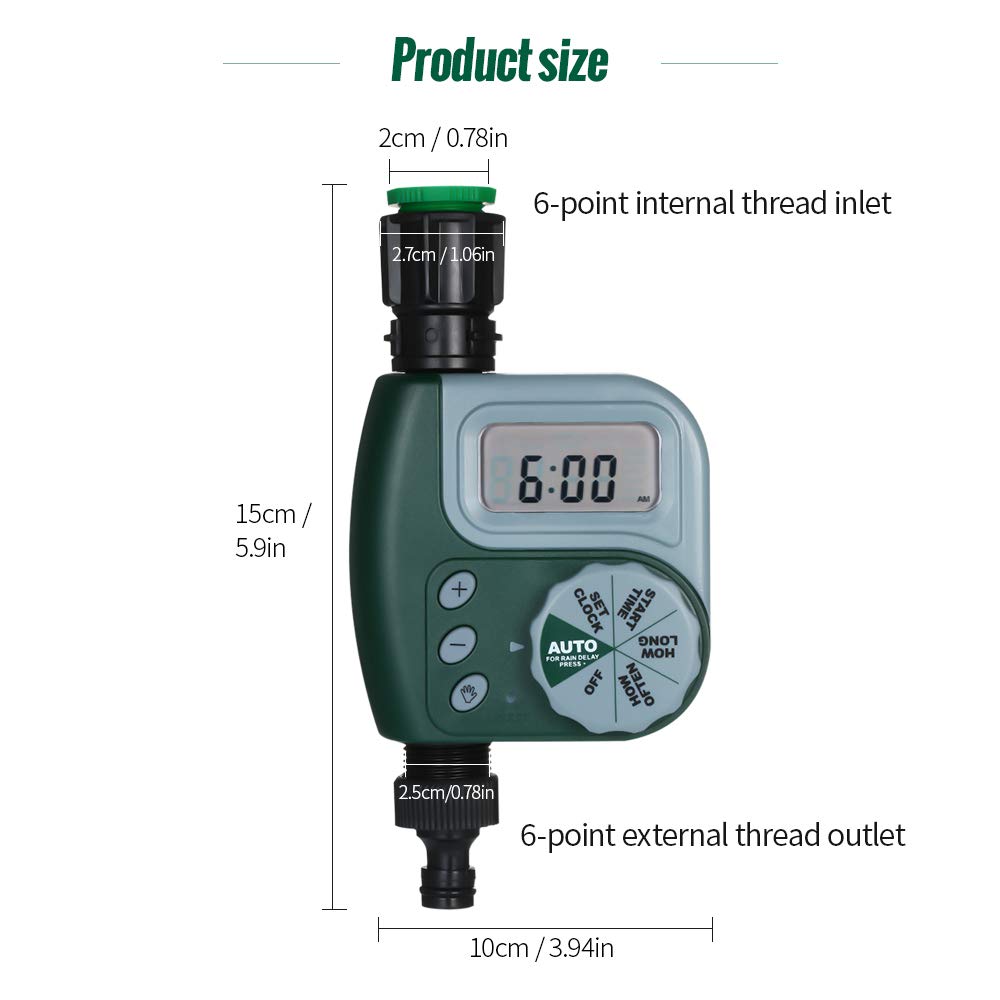 Product size
2cm / 0.78in
6-point internal thread inlet
2.7cm / 1.06in
6:00
AM
15cm /
5.9in
+
−
SET
CLOCK
START
TIME
HOW
LONG
HOW
OFTEN
OFF
AUTO
FOR RAIN DELAY
PRESS +
2.5cm/0.78in
6-point external thread outlet
10cm / 3.94in